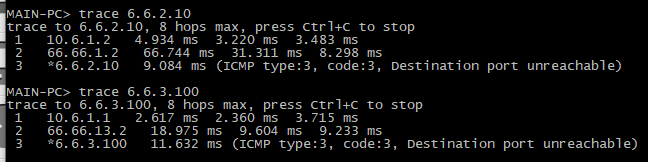 MAIN-PC> trace 6.6.2.10
trace to 6.6.2.10, 8 hops max, press Ctrl+C to stop
1 10.6.1.2 4.934 ms 3.220 ms 3.483 ms
2 66.66.1.2 66.744 ms 31.311 ms 8.298 ms
3 *6.6.2.10 9.084 ms (ICMP type:3, code:3, Destination port unreachable)
MAIN-PC> trace 6.6.3.100
trace to 6.6.3.100, 8 hops max, press Ctrl+C to stop
1 10.6.1.1 2.617 ms 2.360 ms 3.715 ms
2 66.66.13.2 18.975 ms 9.604 ms 9.233 ms
3 *6.6.3.100 11.632 ms (ICMP type:3, code:3, Destination port unreachable)